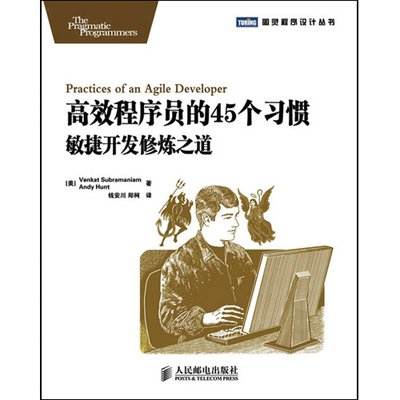 The
Pragmatic
Programmers
TURING 图灵程序设计丛书
Practices of an Agile Developer
高效程序员的45个习惯
敏捷开发修炼之道
[美] Venkat Subramaniam 著
Andy Hunt
钱安川 郑柯 译
人民邮电出版社
POSTS & TELECOM PRESS